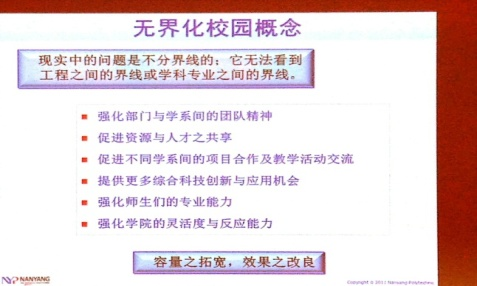 无界化校园概念
现实中的问题是不分界线的；它无法看到
工程之间的界线或学科专业之间的界线。
强化部门与学系间的团队精神
促进资源与人才之共享
促进不同学系间的项目合作及教学活动交流
提供更多综合科技创新与应用机会
强化师生们的专业能力
强化学院的灵活度与反应能力
容量之拓宽，效果之改良
NYP NANYANG